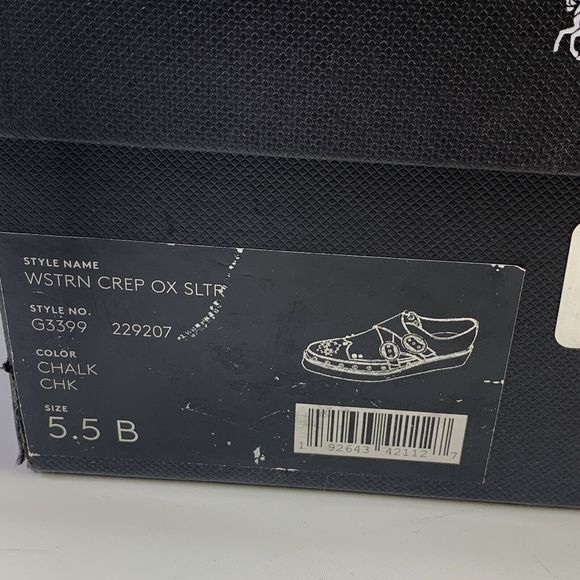 STYLE NAME
WSTRN CREP OX SLTR
STYLE NO.
G3399 229207
COLOR
CHALK
CHK
SIZE
5.5 B
1 92643 42112 7